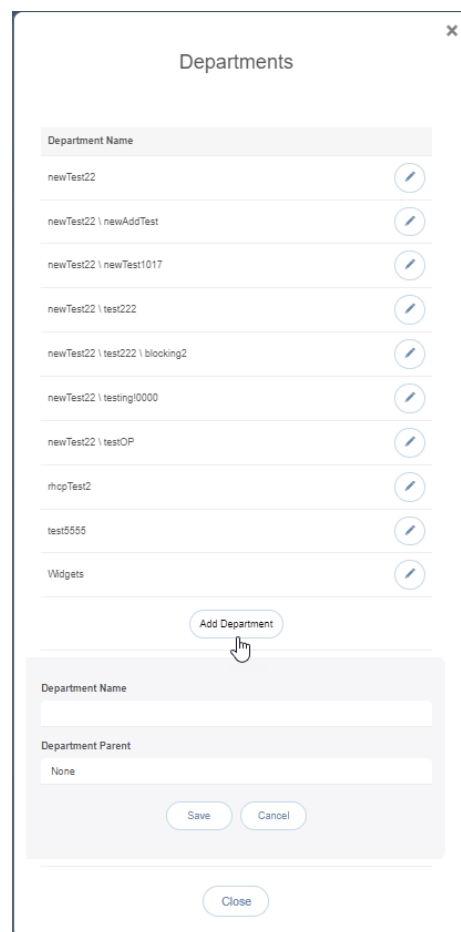 Departments
Department Name
newTest22
newTest22 \ newAddTest
newTest22 \ newTest1017
newTest22 \ test222
newTest22 \ test222 \ blocking2
newTest22 \ testing!0000
newTest22 \ testOP
rhcpTest2
test5555
Widgets
Add Department
Department Name
Department Parent
None
Save Cancel
Close